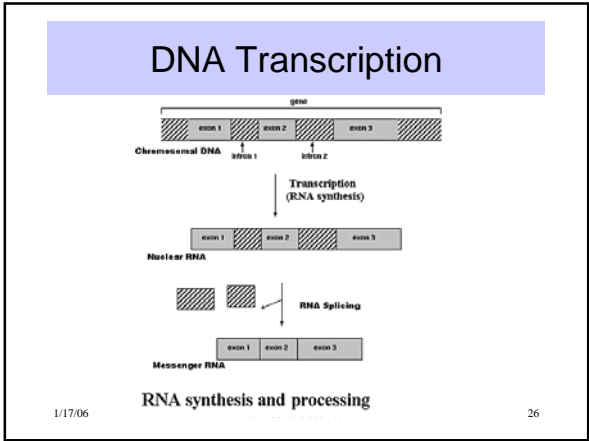 DNA Transcription
gene
exon 1 exon 2 exon 3
Chromosomal DNA
intron 1 intron 2
Transcription
(RNA synthesis)
exon 1 exon 2 exon 3
Nuclear RNA
RNA Splicing
exon 1 exon 2 exon 3
Messenger RNA
RNA synthesis and processing
1/17/06 26